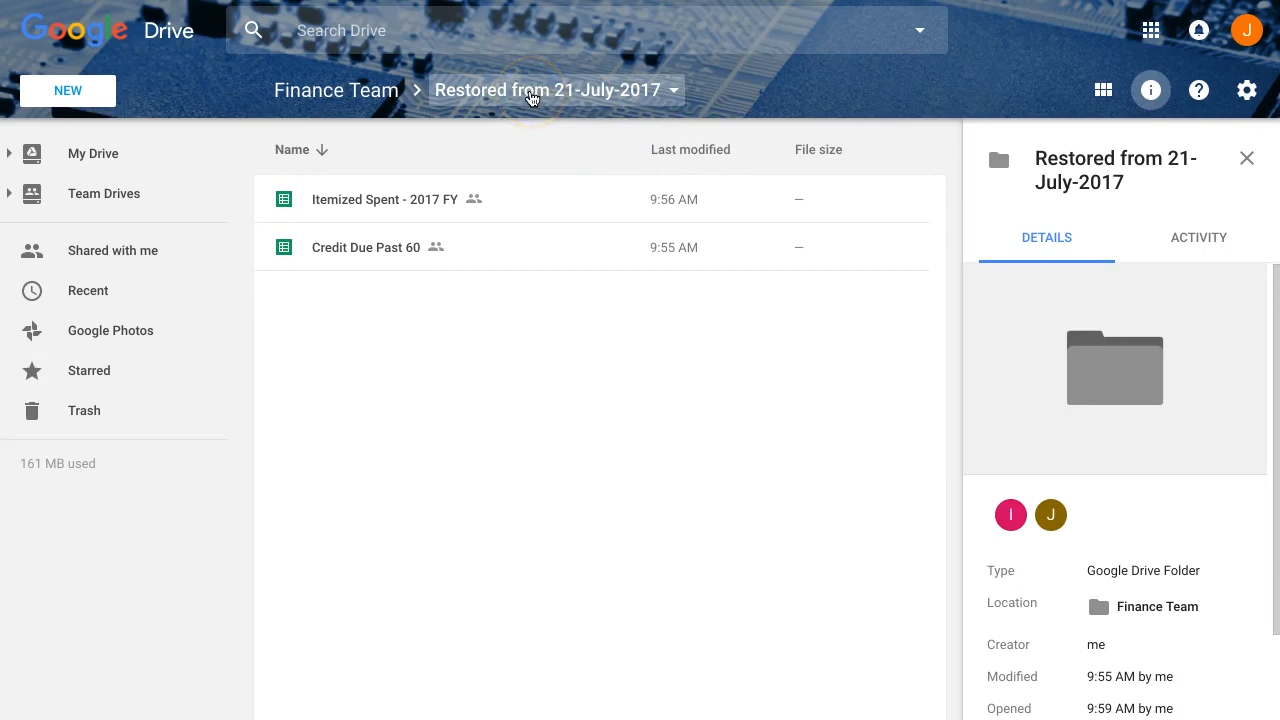 Google Drive
Search Drive
J
NEW
Finance Team
Restored from 21-July-2017
My Drive
Team Drives
Shared with me
Recent
Google Photos
Starred
Trash
161 MB used
Name
Last modified
File size
Itemized Spent - 2017 FY
9:56 AM
–
Credit Due Past 60
9:55 AM
–
Restored from 21-
July-2017
DETAILS
ACTIVITY
I
J
Type
Google Drive Folder
Location
Finance Team
Creator
me
Modified
9:55 AM by me
Opened
9:59 AM by me